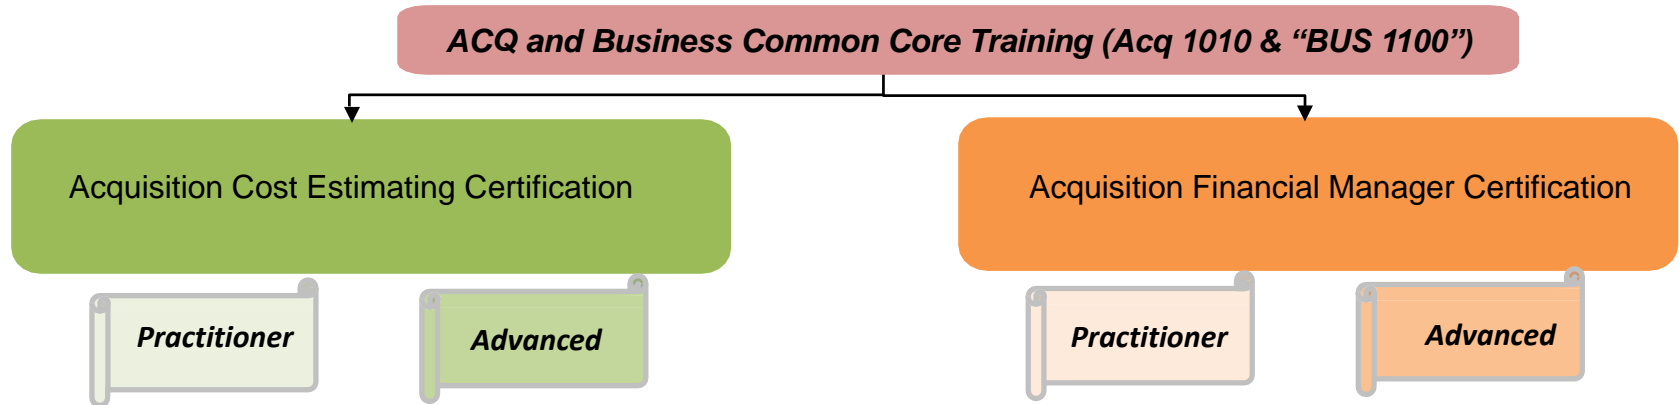 ACQ and Business Common Core Training (Acq 1010 & “BUS 1100”)
Acquisition Cost Estimating Certification
Acquisition Financial Manager Certification
Practitioner
Advanced
Practitioner
Advanced